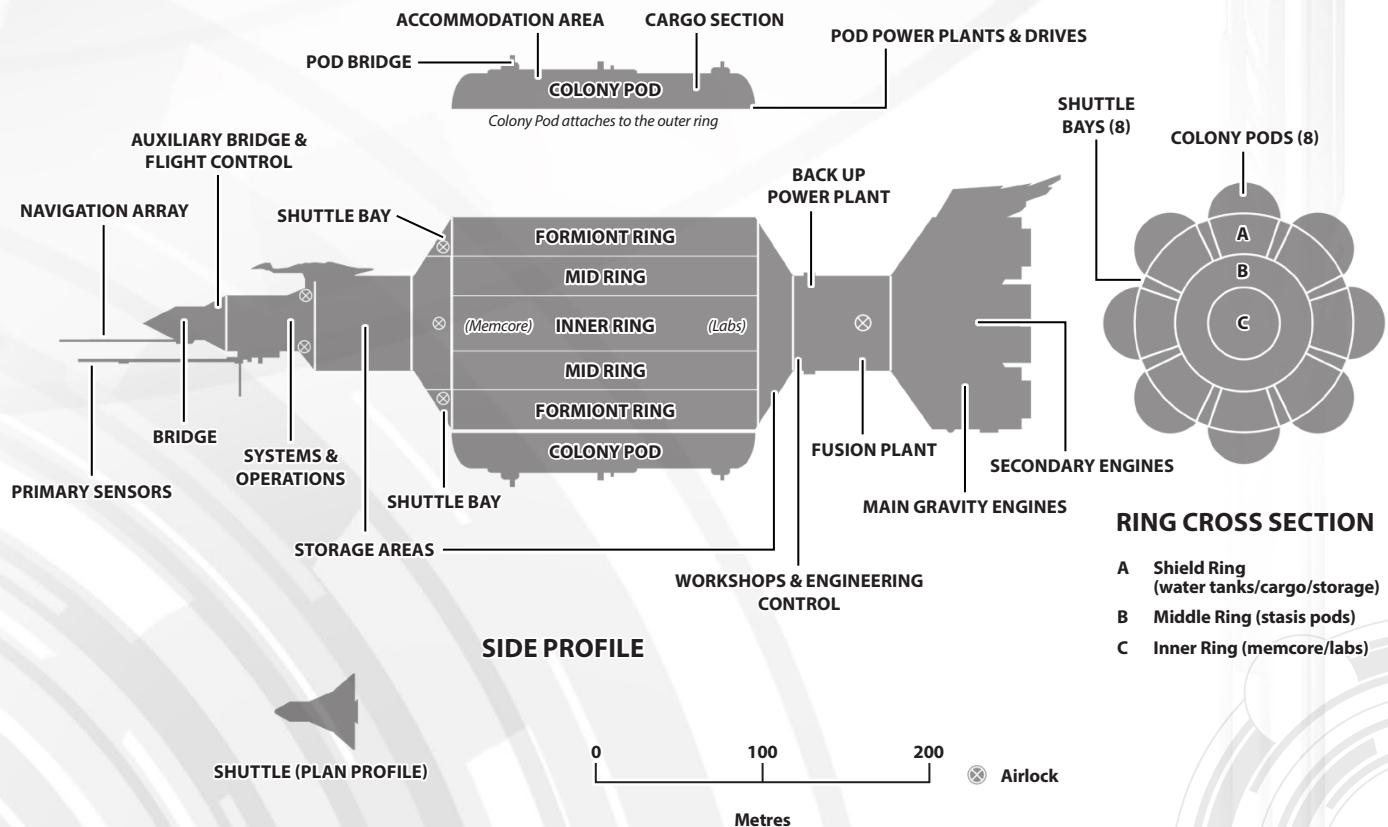 ACCOMMODATION AREA
CARGO SECTION
POD POWER PLANTS & DRIVES
POD BRIDGE
COLONY POD
Colony Pod attaches to the outer ring
SHUTTLE
BAYS (8)
COLONY PODS (8)
AUXILIARY BRIDGE &
FLIGHT CONTROL
BACK UP
POWER PLANT
NAVIGATION ARRAY
SHUTTLE BAY
FORMIONT RING
MID RING
(Memcore)
INNER RING
(Labs)
MID RING
FORMIONT RING
COLONY POD
A
B
C
BRIDGE
SYSTEMS &
OPERATIONS
FUSION PLANT
SECONDARY ENGINES
PRIMARY SENSORS
SHUTTLE BAY
MAIN GRAVITY ENGINES
STORAGE AREAS
WORKSHOPS & ENGINEERING
CONTROL
RING CROSS SECTION
A Shield Ring
(water tanks/cargo/storage)
B Middle Ring (stasis pods)
C Inner Ring (memcore/labs)
SIDE PROFILE
SHUTTLE (PLAN PROFILE)
0 100 200
Metres
Airlock